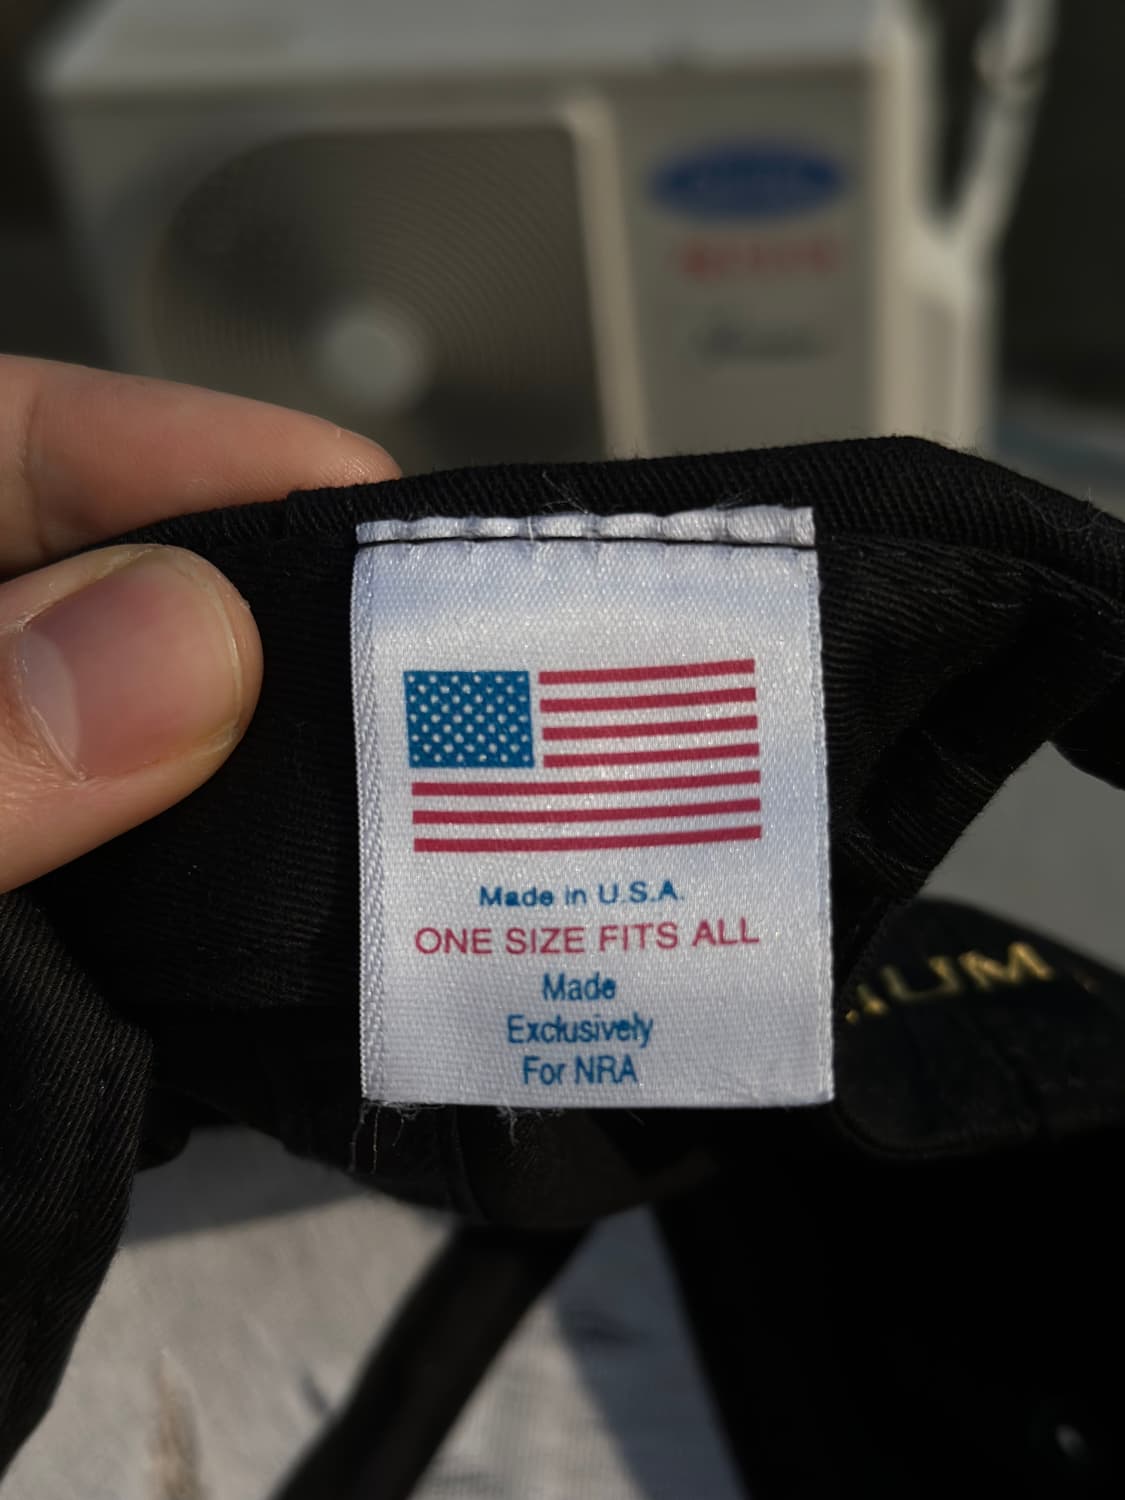 Made in U.S.A.
ONE SIZE FITS ALL
Made
Exclusively
For NRA